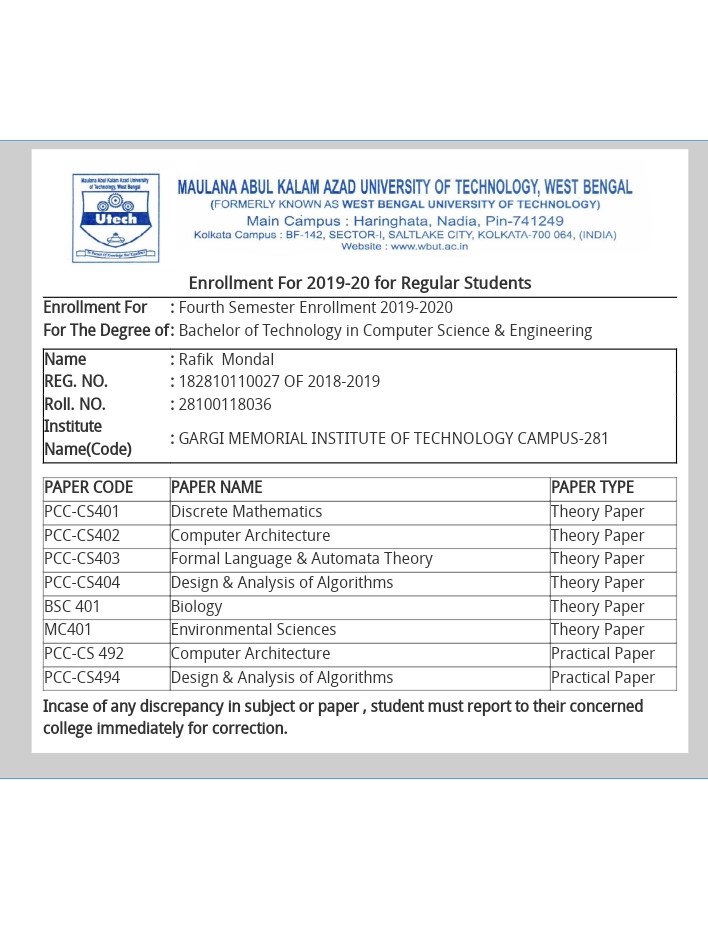 Maulana Abul Kalam Azad University
of Technology, West Bengal
Utech
MAULANA ABUL KALAM AZAD UNIVERSITY OF TECHNOLOGY, WEST BENGAL
(FORMERLY KNOWN AS WEST BENGAL UNIVERSITY OF TECHNOLOGY)
Main Campus : Haringhata, Nadia, Pin-741249
Kolkata Campus : BF-142, SECTOR-I, SALTLAKE CITY, KOLKATA-700 064, (INDIA)
Website : www.wbut.ac.in
Enrollment For 2019-20 for Regular Students
Enrollment For : Fourth Semester Enrollment 2019-2020
For The Degree of : Bachelor of Technology in Computer Science & Engineering
Name : Rafik Mondal
REG. NO. : 182810110027 OF 2018-2019
Roll. NO. : 28100118036
Institute
Name(Code) : GARGI MEMORIAL INSTITUTE OF TECHNOLOGY CAMPUS-281
PAPER CODE PAPER NAME PAPER TYPE
PCC-CS401 Discrete Mathematics Theory Paper
PCC-CS402 Computer Architecture Theory Paper
PCC-CS403 Formal Language & Automata Theory Theory Paper
PCC-CS404 Design & Analysis of Algorithms Theory Paper
BSC 401 Biology Theory Paper
MC401 Environmental Sciences Theory Paper
PCC-CS 492 Computer Architecture Practical Paper
PCC-CS494 Design & Analysis of Algorithms Practical Paper
Incase of any discrepancy in subject or paper , student must report to their concerned
college immediately for correction.